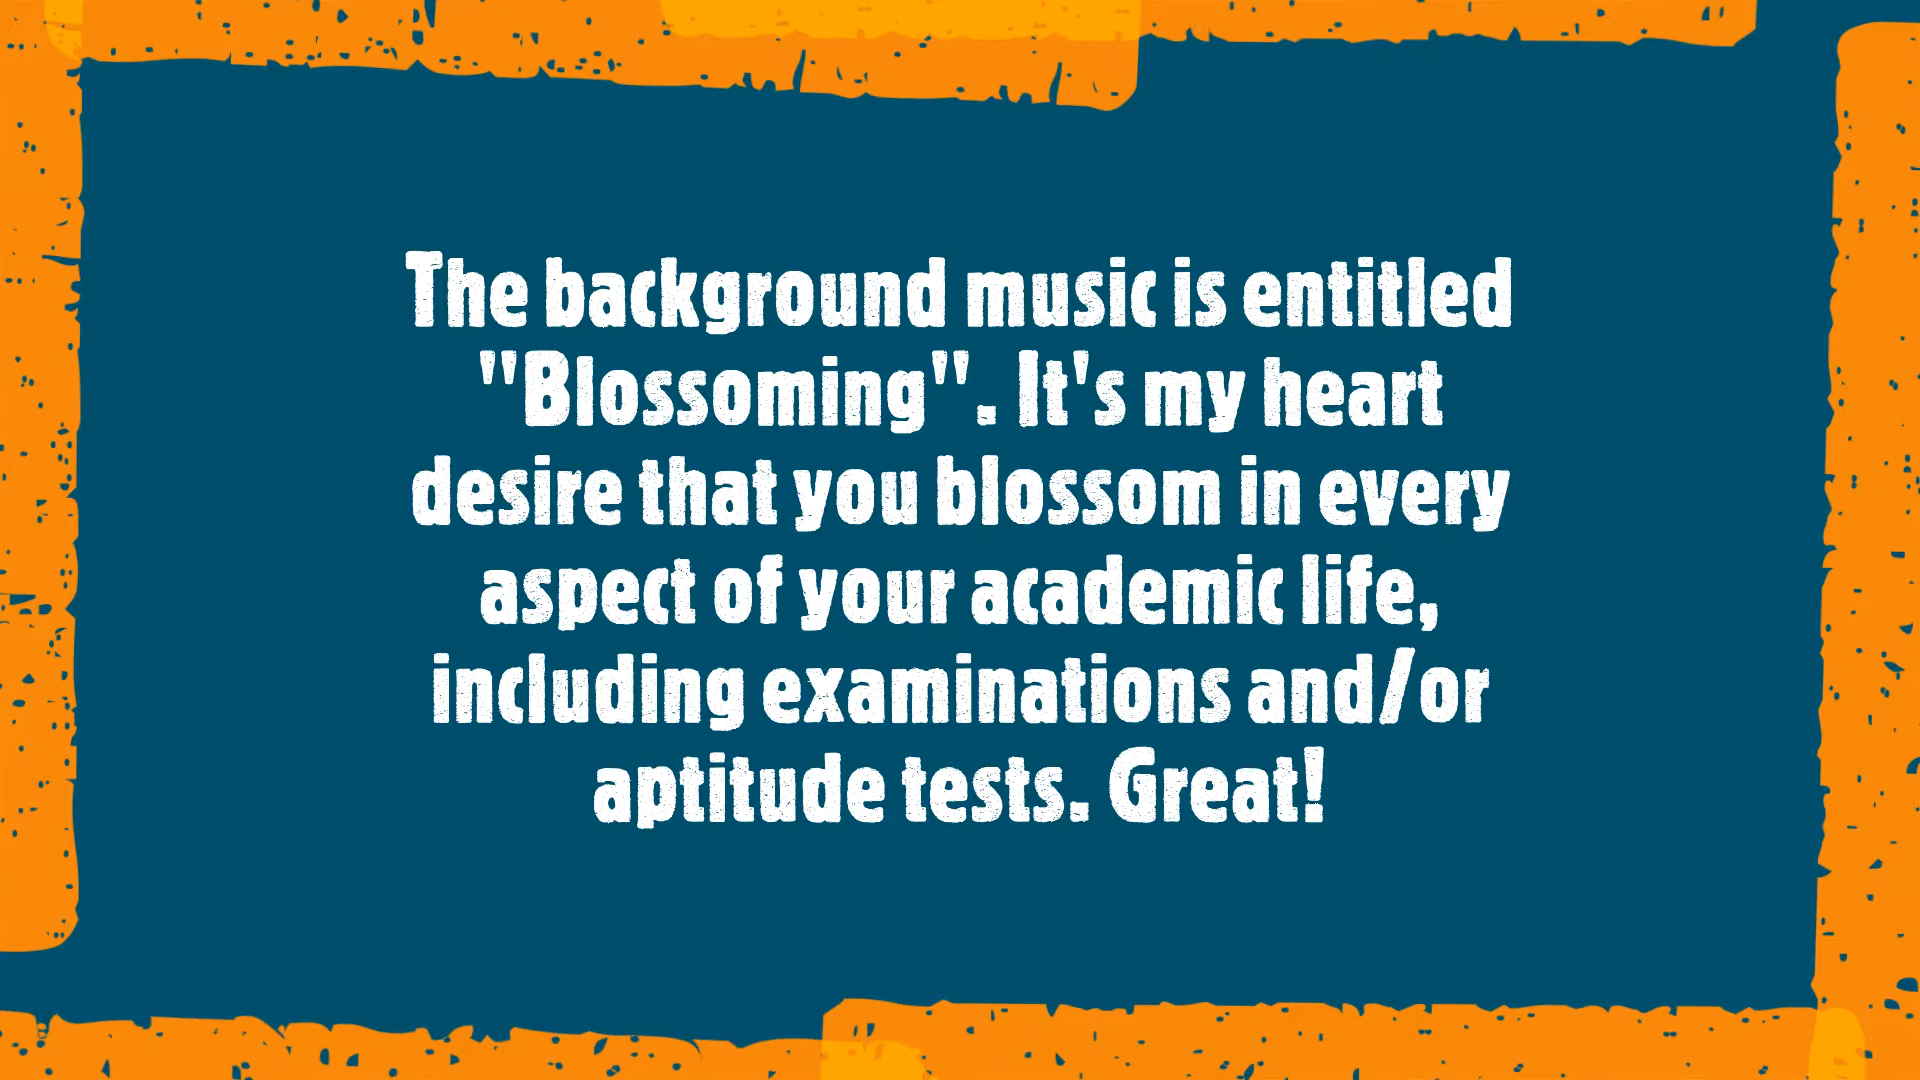 The background music is entitled
"Blossoming". It's my heart
desire that you blossom in every
aspect of your academic life,
including examinations and/or
aptitude tests. Great!